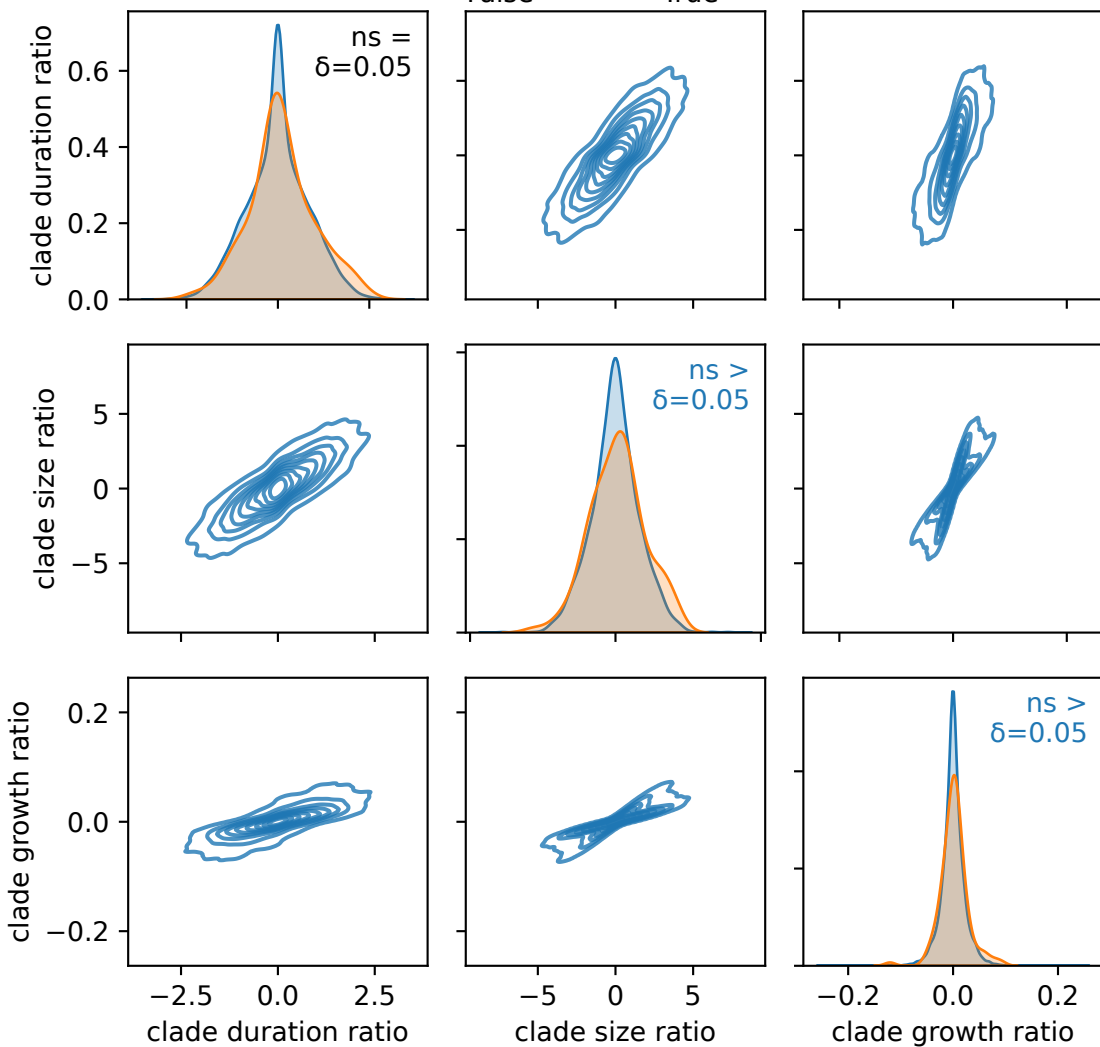 True
clade duration ratio
0.6
0.4
0.2
0.0
ns =
δ=0.05
clade size ratio
5
0
−5
ns >
δ=0.05
clade growth ratio
0.2
0.0
−0.2
ns >
δ=0.05
−2.5 0.0 2.5
−5 0 5
−0.2 0.0 0.2
clade duration ratio
clade size ratio
clade growth ratio